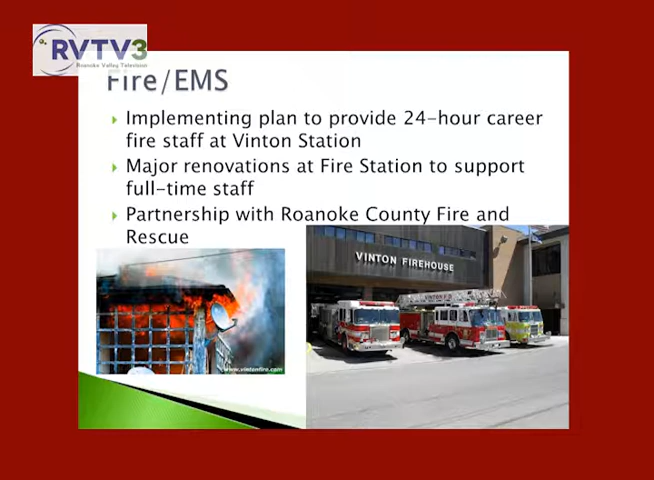 RVTV3
Roanoke Valley Television
Fire/EMS
Implementing plan to provide 24-hour career
fire staff at Vinton Station
Major renovations at Fire Station to support
full-time staff
Partnership with Roanoke County Fire and
Rescue
VINTON FIREHOUSE
www.vintonfire.com